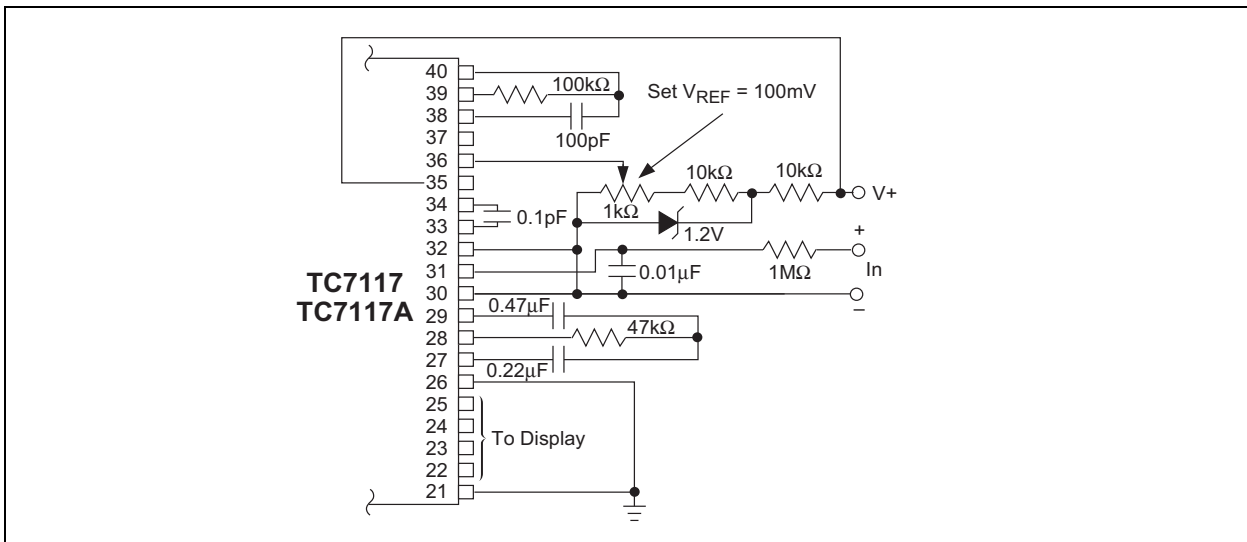 40
39
38
37
36
35
34
33
32
31
30
29
28
27
26
25
24
23
22
21
TC7117
TC7117A
100kΩ
100pF
Set VREF = 100mV
10kΩ
10kΩ
V+
1kΩ
0.1pF
1.2V
+
In
–
0.01μF
1MΩ
0.47μF
47kΩ
0.22μF
To Display